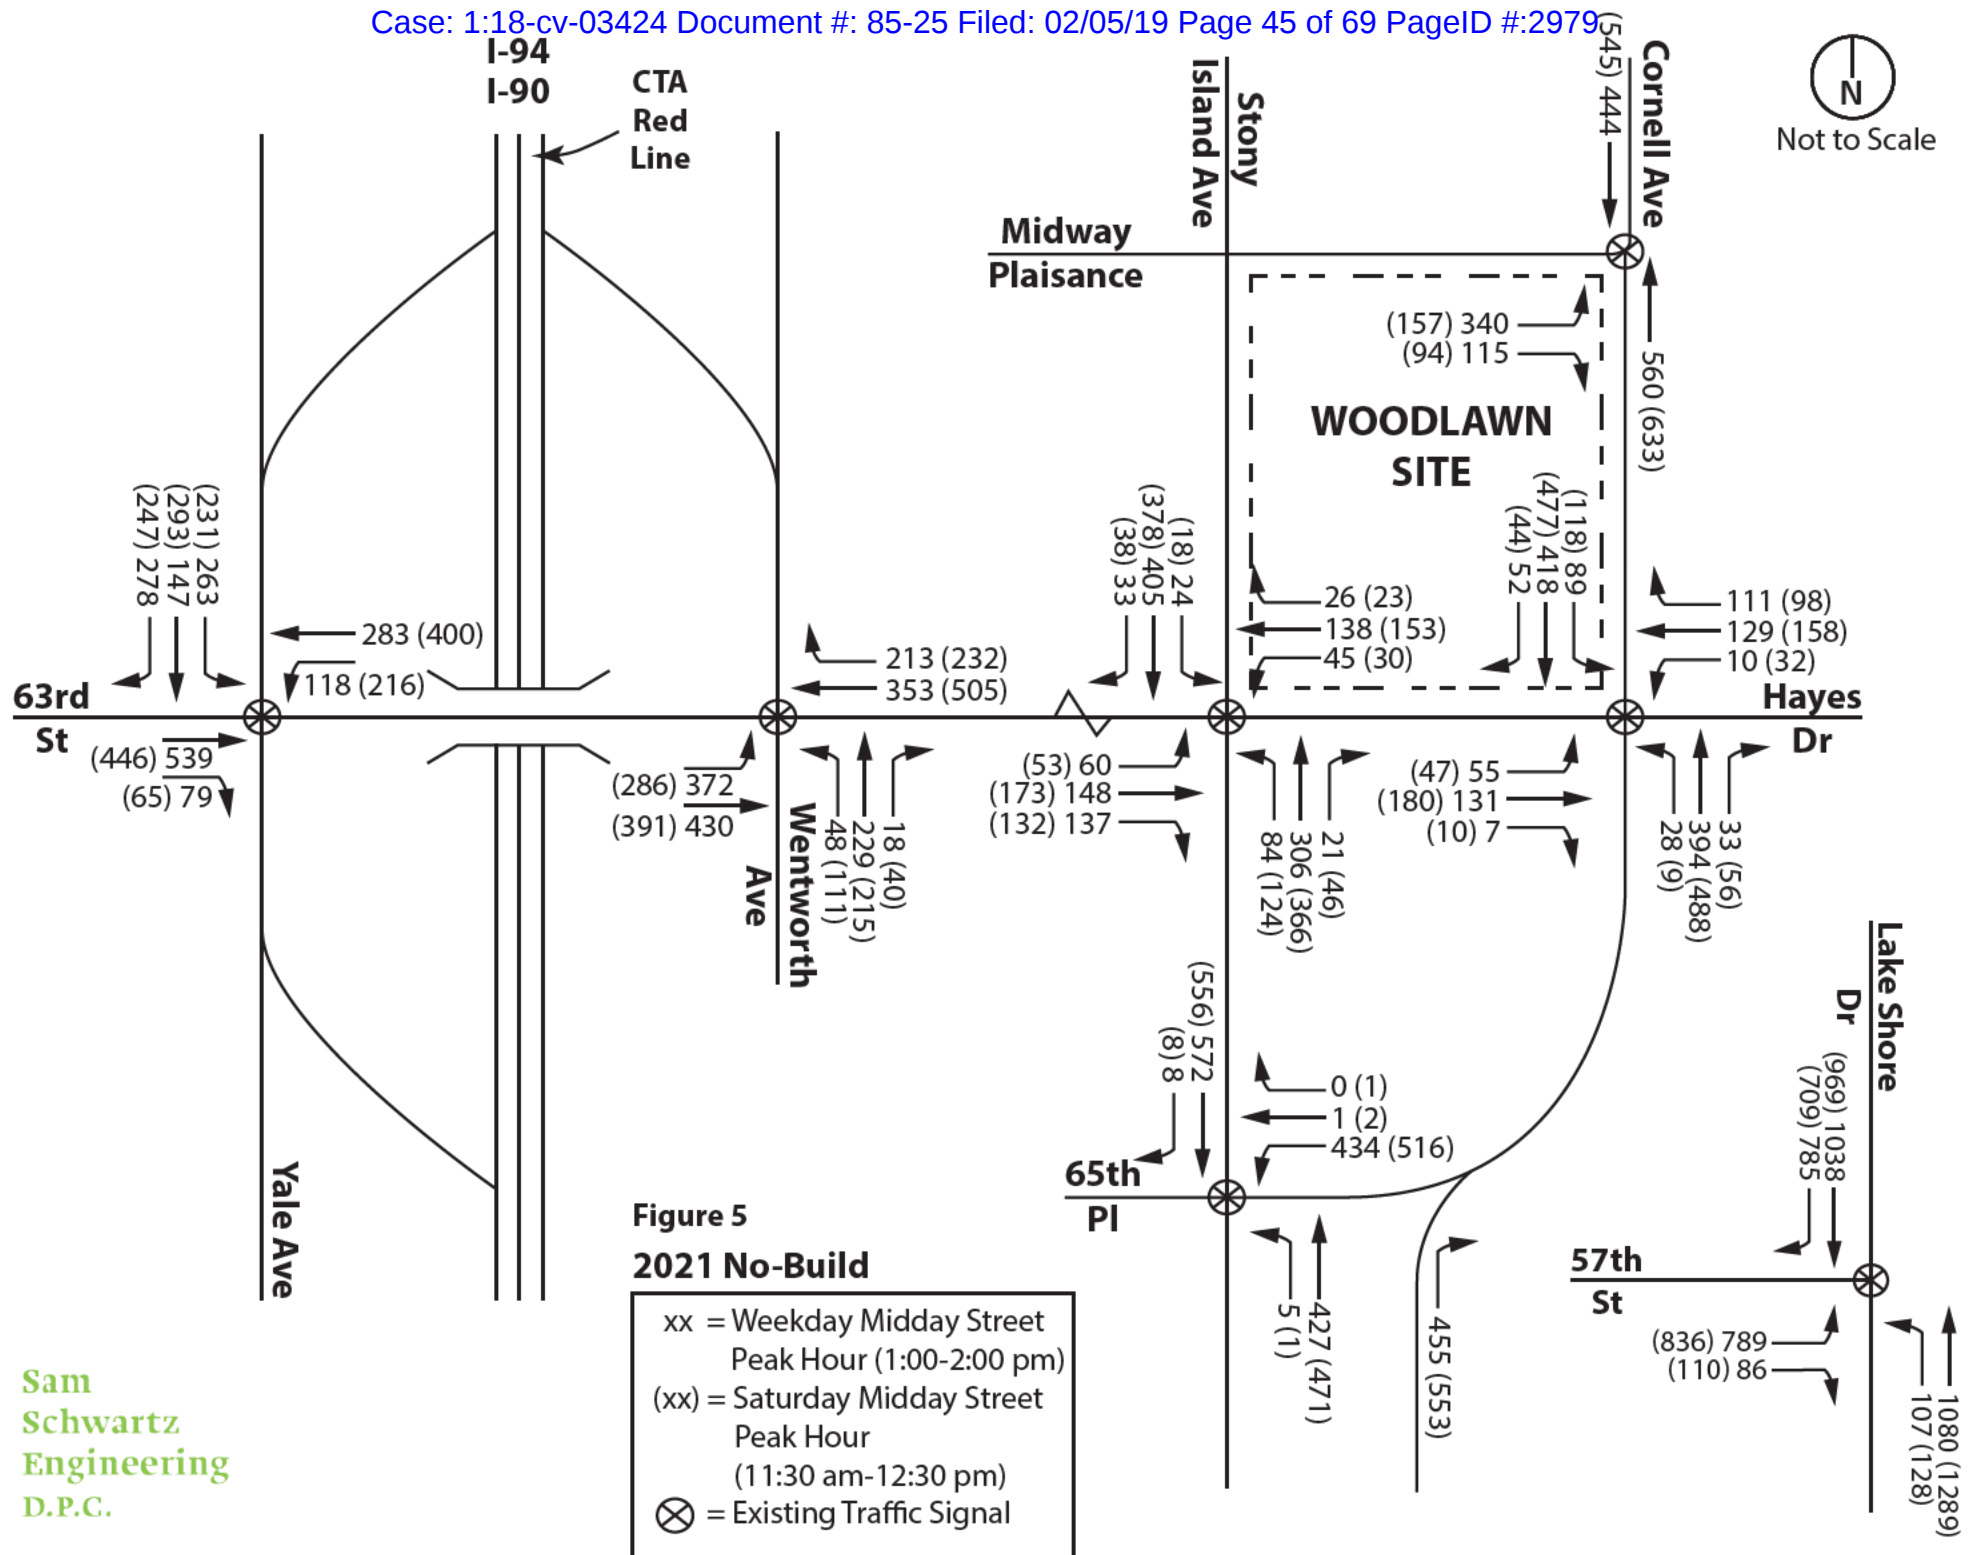 Case: 1:18-cv-03424 Document #: 85-25 Filed: 02/05/19 Page 45 of 69 PageID #:2979
I-94
I-90
CTA
Red
Line
Stony
Island Ave
(545) 444
Cornell Ave
N
Not to Scale
Midway
Plaisance
(157) 340
(94) 115
560 (633)
WOODLAWN
SITE
(247) 278
(293) 147
(231) 263
283 (400)
118 (216)
213 (232)
353 (505)
(38) 33
(378) 405
(18) 24
26 (23)
138 (153)
45 (30)
(44) 52
(477) 418
(118) 89
111 (98)
129 (158)
10 (32)
63rd
St
Hayes
Dr
(446) 539
(65) 79
(286) 372
(391) 430
Wentworth
Ave
48 (111)
229 (215)
18 (40)
(53) 60
(173) 148
(132) 137
84 (124)
306 (366)
21 (46)
(47) 55
(180) 131
(10) 7
28 (9)
394 (488)
33 (56)
Lake Shore
Dr
(8) 8
(556) 572
0 (1)
1 (2)
434 (516)
65th
Pl
5 (1)
427 (471)
455 (553)
(709) 785
(969) 1038
57th
St
(836) 789
(110) 86
107 (128)
1080 (1289)
Yale Ave
Figure 5
2021 No-Build
xx = Weekday Midday Street
Peak Hour (1:00-2:00 pm)
(xx) = Saturday Midday Street
Peak Hour
(11:30 am-12:30 pm)
= Existing Traffic Signal
Sam
Schwartz
Engineering
D.P.C.